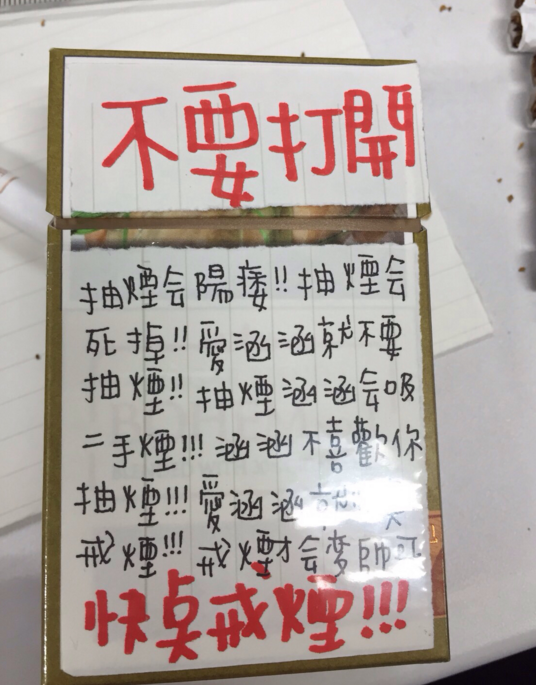 不要打開
抽煙会陽痿!!抽煙会
死掉!!愛涵涵就不要
抽煙!!抽煙涵涵会吸
二手煙!!!涵涵不喜歡你
抽煙!!!愛涵涵就
戒煙!!!戒煙才会变帥
快点戒煙!!!